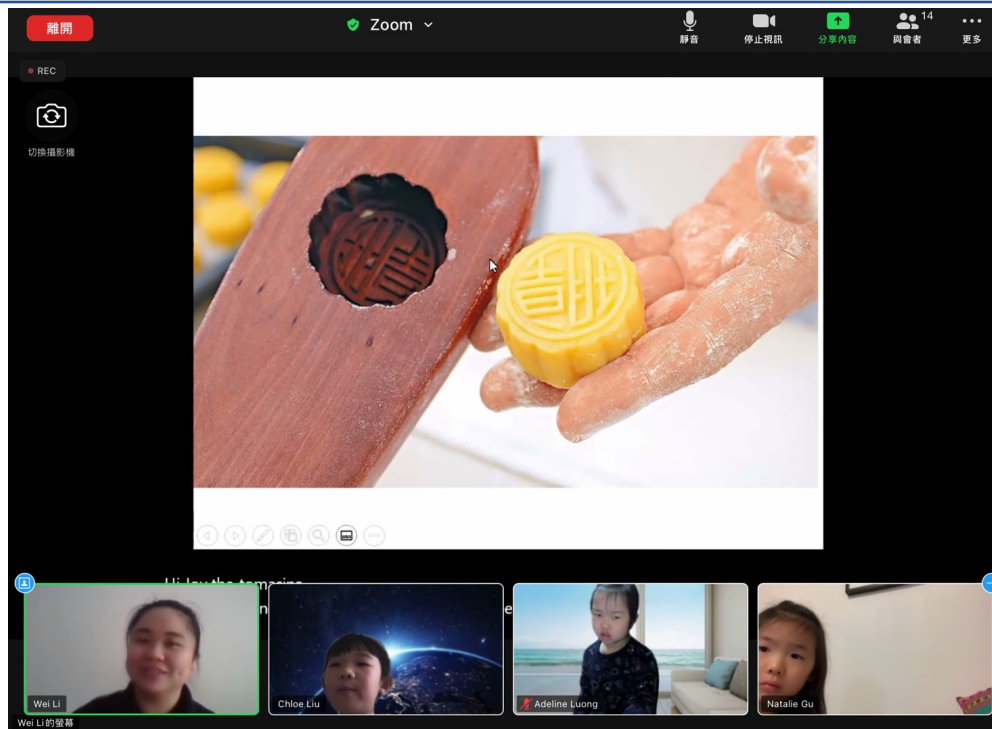 離開
Zoom
靜音
停止視訊
分享內容
14
與會者
更多
REC
切換攝影機
Wei Li
Chloe Liu
Adeline Luong
Natalie Gu
Wei Li的螢幕